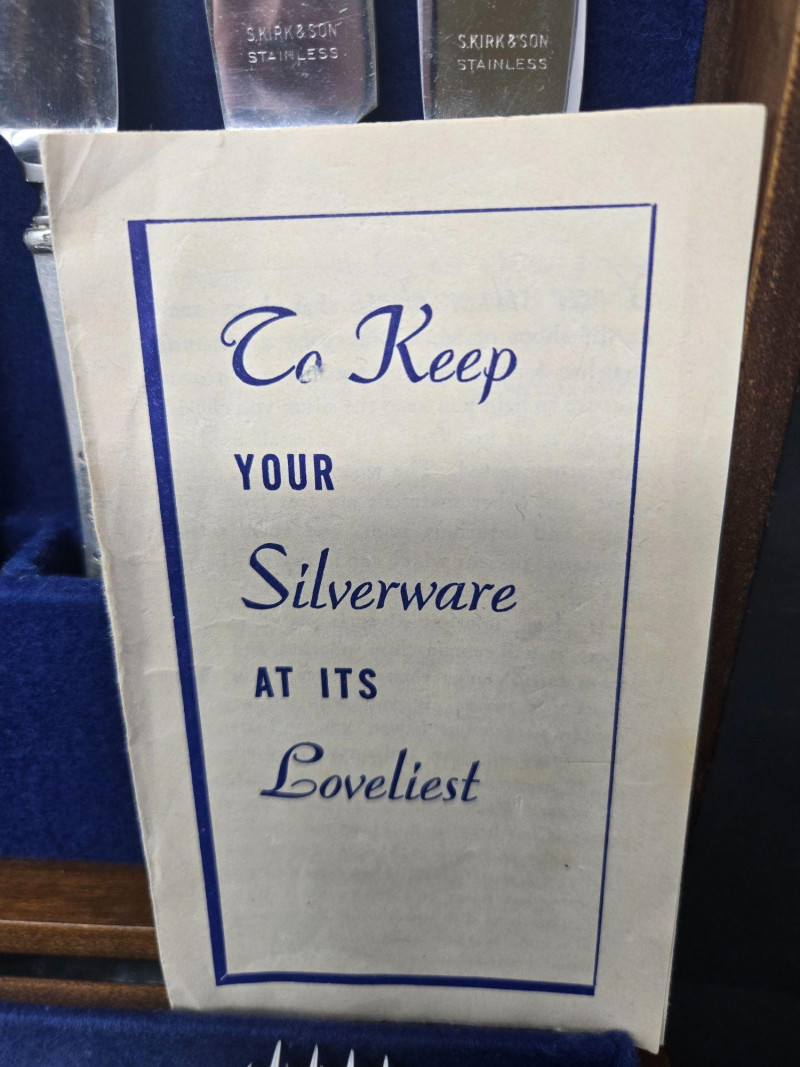 S.KIRK&SON
STAINLESS
S.KIRK&SON
STAINLESS
To Keep
YOUR
Silverware
AT ITS
Loveliest